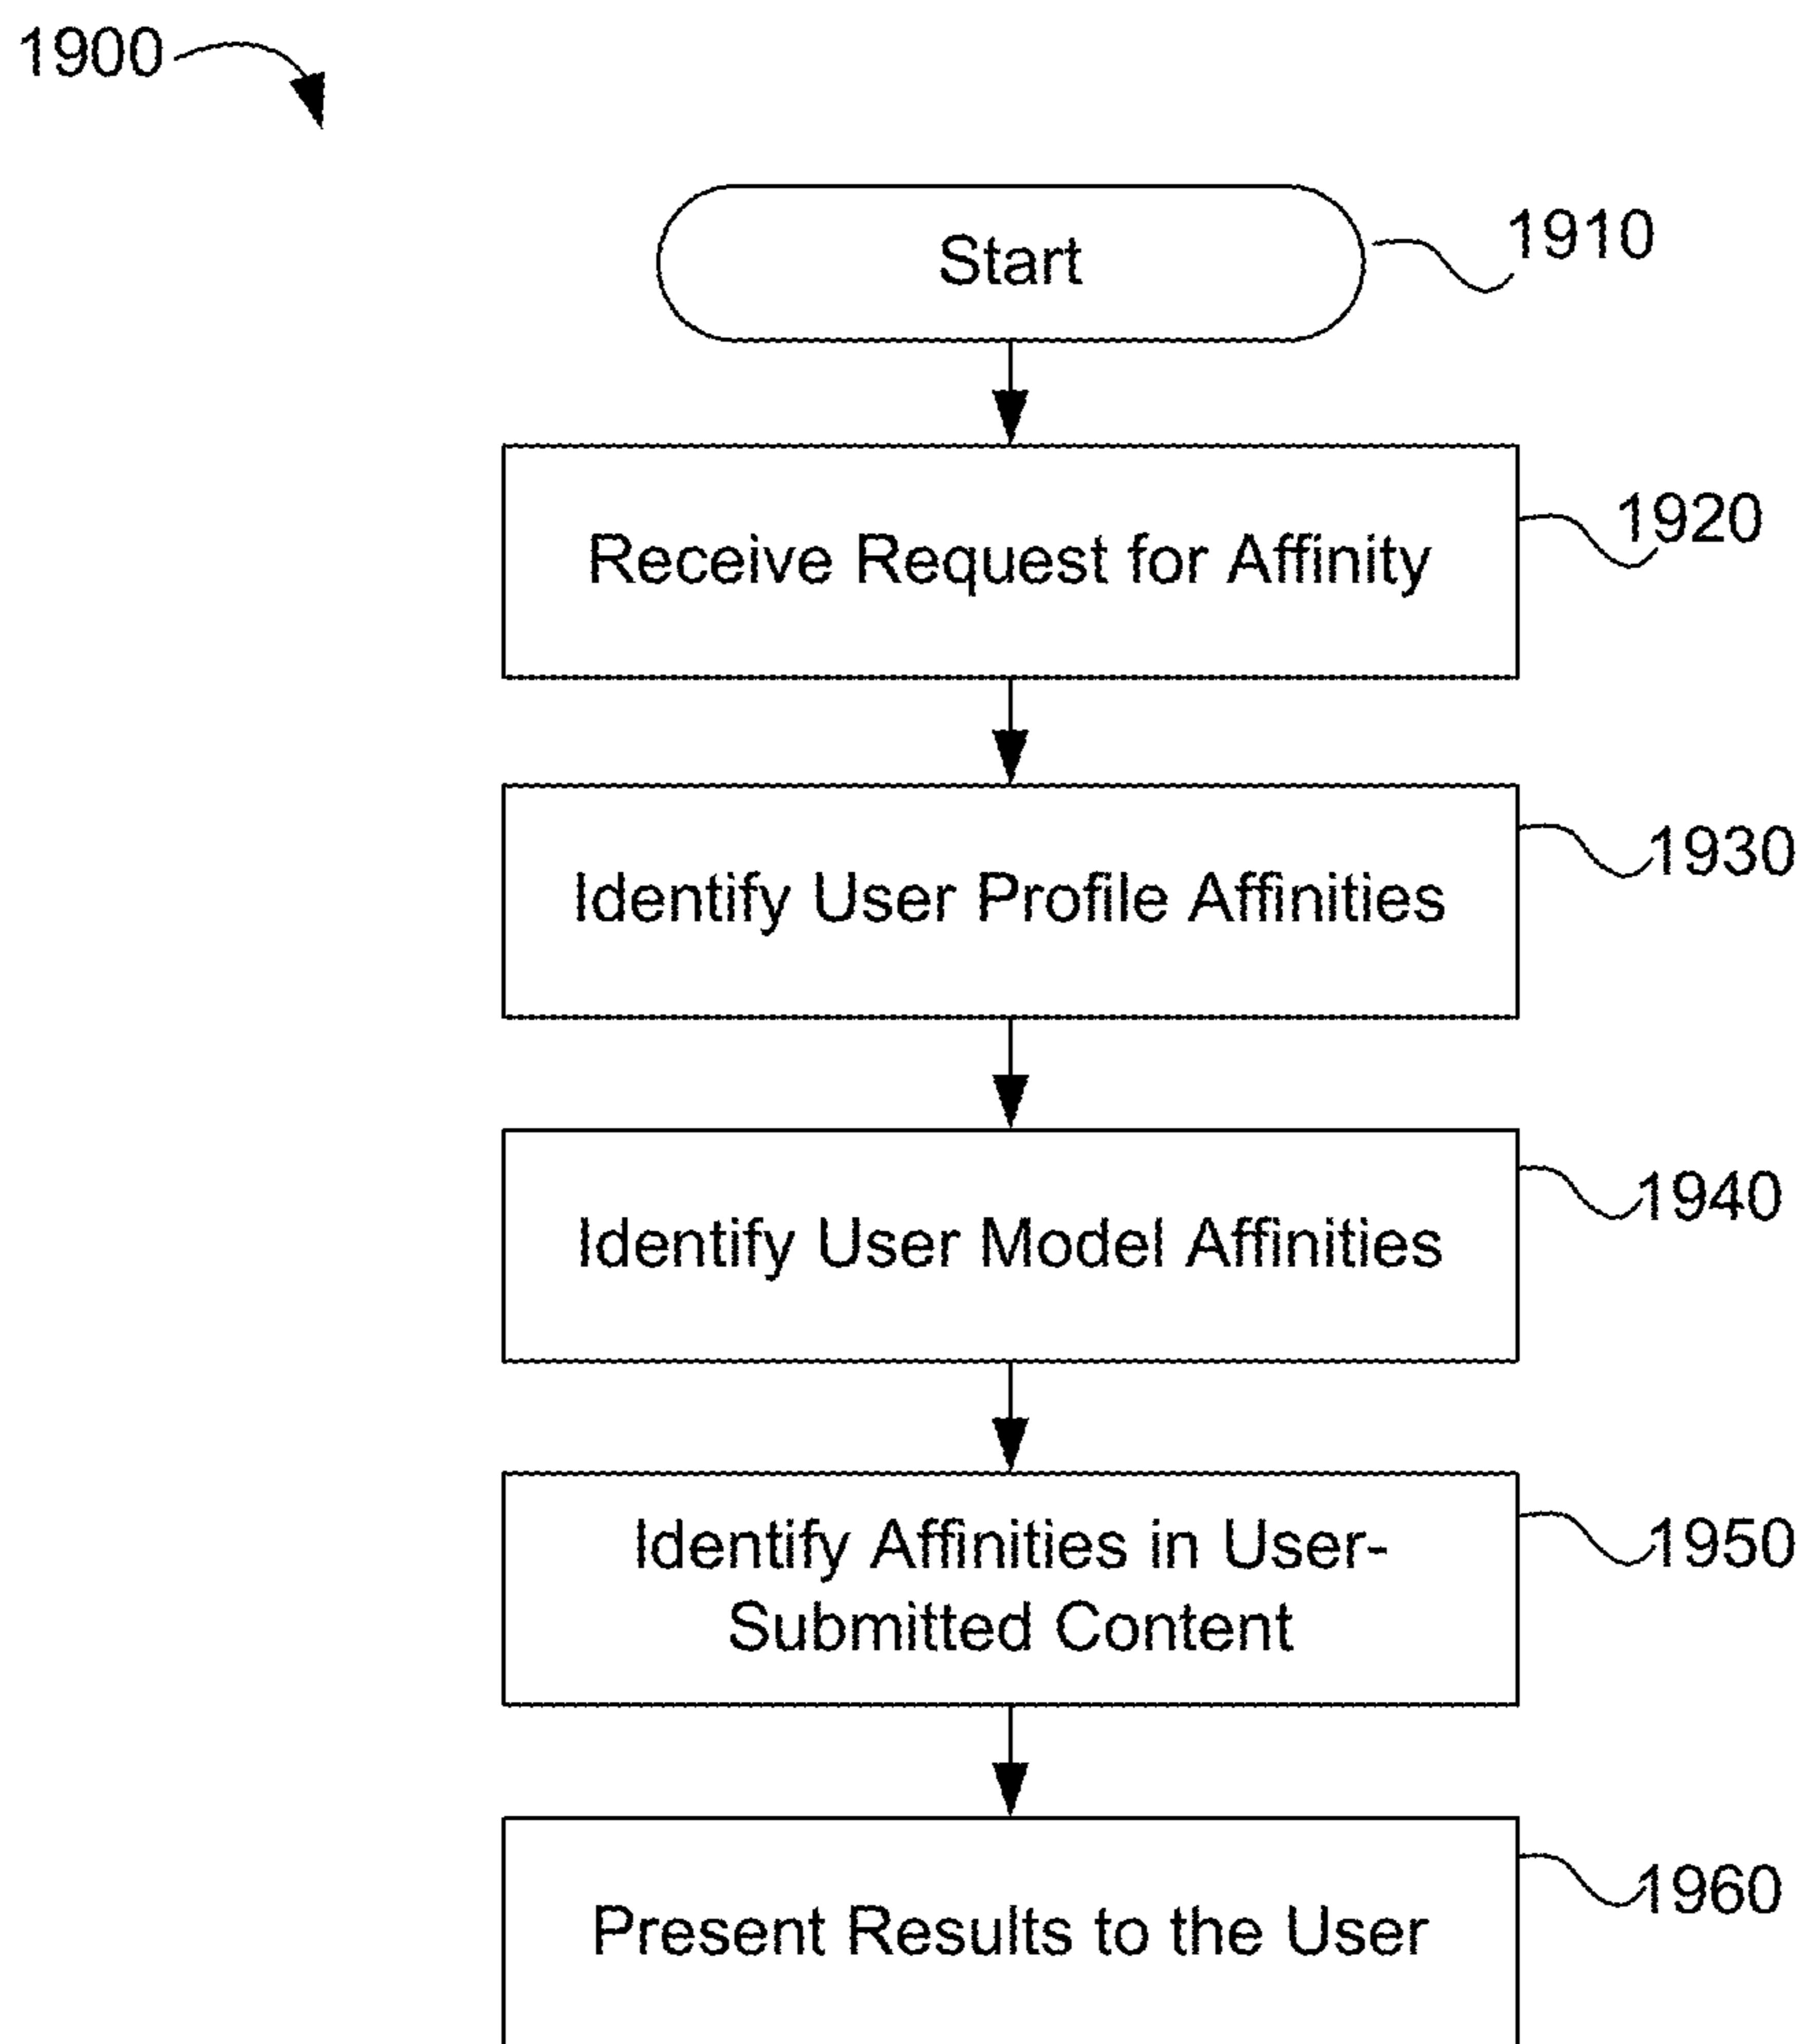 1900
Start
1910
Receive Request for Affinity
1920
Identify User Profile Affinities
1930
Identify User Model Affinities
1940
Identify Affinities in User-
Submitted Content
1950
Present Results to the User
1960